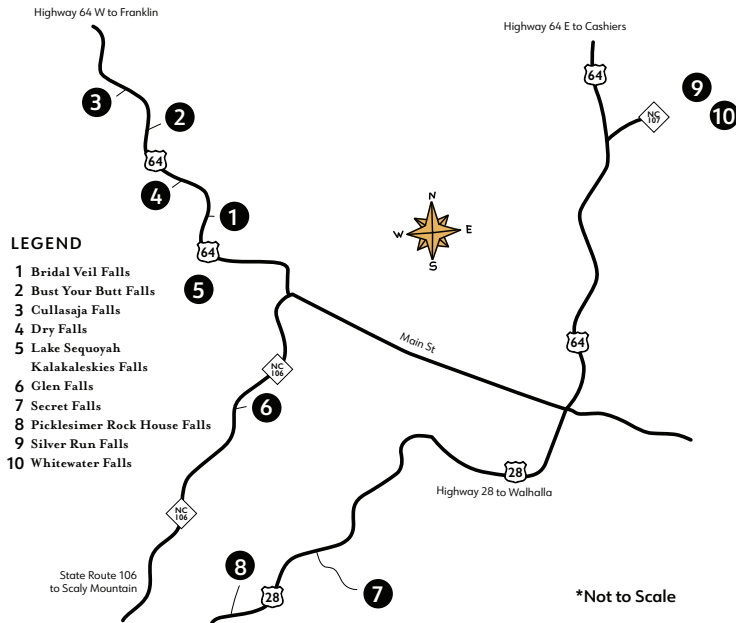 Highway 64 W to Franklin
Highway 64 E to Cashiers
64
9
3
2
NC
107
10
64
4
N
1
W
E
S
LEGEND
64
1 Bridal Veil Falls
2 Bust Your Butt Falls
5
3 Cullasaja Falls
4 Dry Falls
5 Lake Sequoyah
Kalakaleskies Falls
6 Glen Falls
7 Secret Falls
8 Picklesimer Rock House Falls
9 Silver Run Falls
10 Whitewater Falls
Main St
64
NC
106
6
28
Highway 28 to Walhalla
NC
106
State Route 106
to Scaly Mountain
8
28
7
*Not to Scale